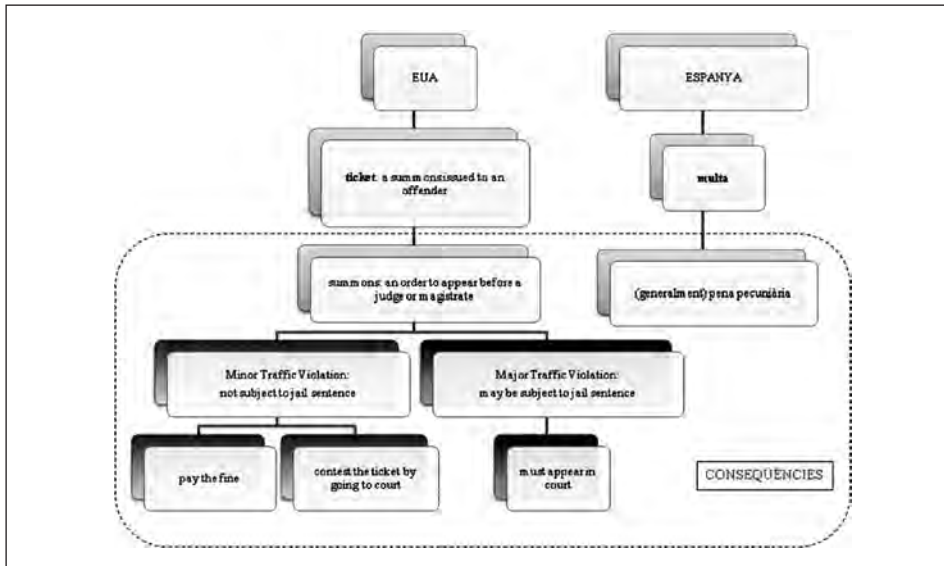 EUA
ESPANYA
ticket: a summons issued to an
offender
multa
summons: an order to appear before a
judge or magistrate
(generalment) pena pecuniària
Minor Traffic Violation:
not subject to jail sentence
Major Traffic Violation:
may be subject to jail sentence
pay the fine
contest the ticket by
going to court
must appear in
court
CONSEQÜÈNCIES